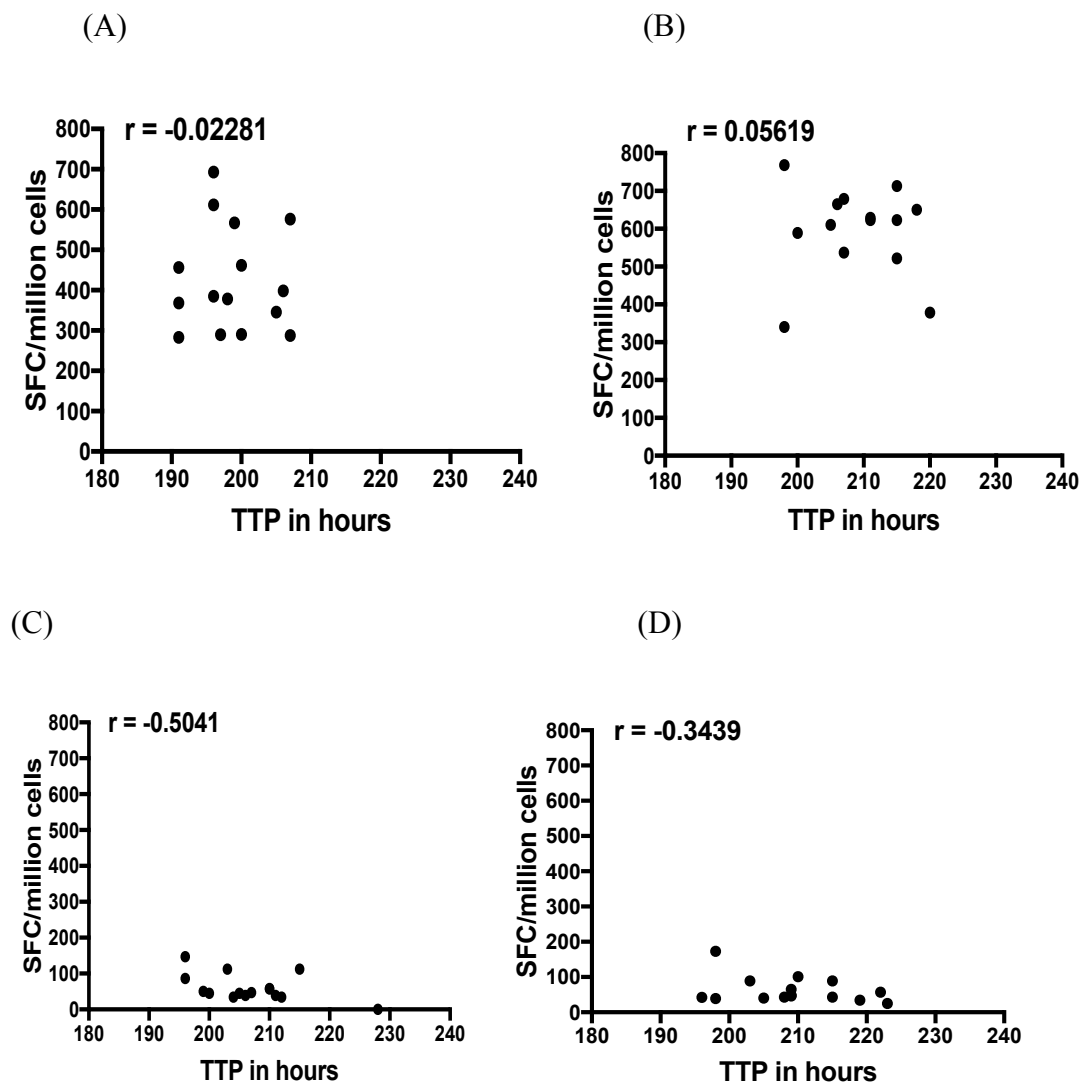 (A)
r = -0.02281
SFC/million cells
800
700
600
500
400
300
200
100
0
180 190 200 210 220 230 240
TTP in hours
(B)
r = 0.05619
SFC/million cells
800
700
600
500
400
300
200
100
0
180 190 200 210 220 230 240
TTP in hours
(C)
r = -0.5041
SFC/million cells
800
700
600
500
400
300
200
100
0
180 190 200 210 220 230 240
TTP in hours
(D)
r = -0.3439
SFC/million cells
800
700
600
500
400
300
200
100
0
180 190 200 210 220 230 240
TTP in hours